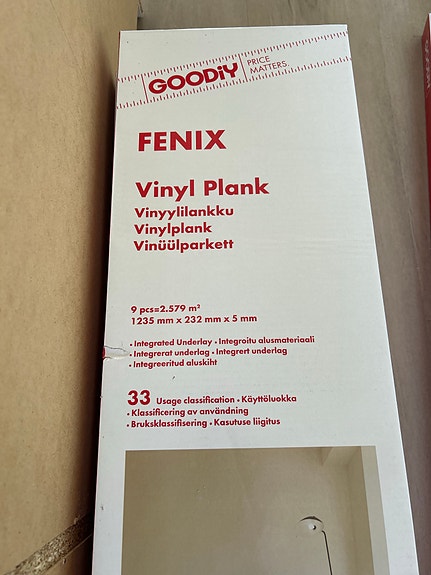 GOODiY PRICE MATTERS.
FENIX
Vinyl Plank
Vinyylilankku
Vinylplank
Vinüülparkett
9 pcs=2.579 m²
1235 mm x 232 mm x 5 mm
• Integrated Underlay • Integroitu alusmateriaali
• Integrerat underlag • Integrert underlag
• Integreeritud aluskiht
33 Usage classification • Käyttöluokka
• Klassificering av användning
• Bruksklassifisering • Kasutuse liigitus